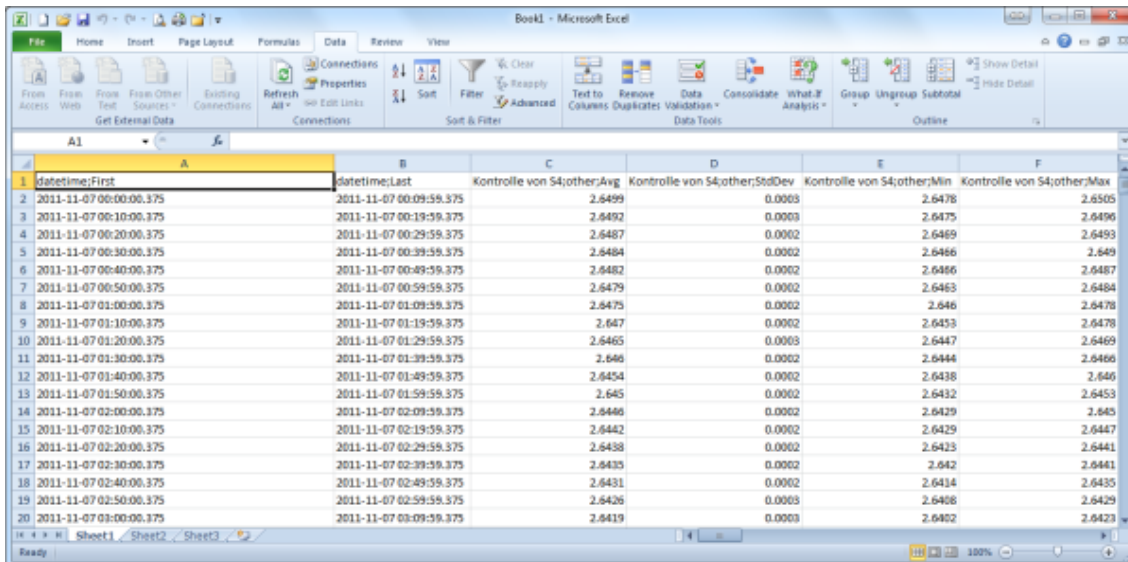 Book1 - Microsoft Excel
File Home Insert Page Layout Formulas Data Review View
From Access From Web From Text From Other Sources Existing Connections
Get External Data
Refresh All Connections Properties Edit Links
Connections
Sort Filter Clear Reapply Advanced
Sort & Filter
Text to Columns Remove Duplicates Data Validation Consolidate What-If Analysis
Data Tools
Group Ungroup Subtotal Show Detail Hide Detail
Outline
A1 fx
A B C D E F
1 datetime;First datetime;Last Kontrolle von S4;other;Avg Kontrolle von S4;other;StdDev Kontrolle von S4;other;Min Kontrolle von S4;other;Max
2 2011-11-07 00:00:00.375 2011-11-07 00:09:59.375 2.6499 0.0003 2.6478 2.6505
3 2011-11-07 00:10:00.375 2011-11-07 00:19:59.375 2.6492 0.0003 2.6475 2.6496
4 2011-11-07 00:20:00.375 2011-11-07 00:29:59.375 2.6487 0.0002 2.6469 2.6493
5 2011-11-07 00:30:00.375 2011-11-07 00:39:59.375 2.6484 0.0002 2.6466 2.649
6 2011-11-07 00:40:00.375 2011-11-07 00:49:59.375 2.6482 0.0002 2.6466 2.6487
7 2011-11-07 00:50:00.375 2011-11-07 00:59:59.375 2.6479 0.0002 2.6463 2.6484
8 2011-11-07 01:00:00.375 2011-11-07 01:09:59.375 2.6475 0.0002 2.646 2.6478
9 2011-11-07 01:10:00.375 2011-11-07 01:19:59.375 2.647 0.0002 2.6453 2.6478
10 2011-11-07 01:20:00.375 2011-11-07 01:29:59.375 2.6465 0.0003 2.6447 2.6469
11 2011-11-07 01:30:00.375 2011-11-07 01:39:59.375 2.646 0.0002 2.6444 2.6466
12 2011-11-07 01:40:00.375 2011-11-07 01:49:59.375 2.6454 0.0002 2.6438 2.646
13 2011-11-07 01:50:00.375 2011-11-07 01:59:59.375 2.645 0.0002 2.6432 2.6453
14 2011-11-07 02:00:00.375 2011-11-07 02:09:59.375 2.6446 0.0002 2.6429 2.645
15 2011-11-07 02:10:00.375 2011-11-07 02:19:59.375 2.6442 0.0002 2.6429 2.6447
16 2011-11-07 02:20:00.375 2011-11-07 02:29:59.375 2.6438 0.0002 2.6423 2.6441
17 2011-11-07 02:30:00.375 2011-11-07 02:39:59.375 2.6435 0.0002 2.642 2.6441
18 2011-11-07 02:40:00.375 2011-11-07 02:49:59.375 2.6431 0.0002 2.6414 2.6435
19 2011-11-07 02:50:00.375 2011-11-07 02:59:59.375 2.6426 0.0003 2.6408 2.6429
20 2011-11-07 03:00:00.375 2011-11-07 03:09:59.375 2.6419 0.0003 2.6402 2.6423
Sheet1 Sheet2 Sheet3
Ready 100%